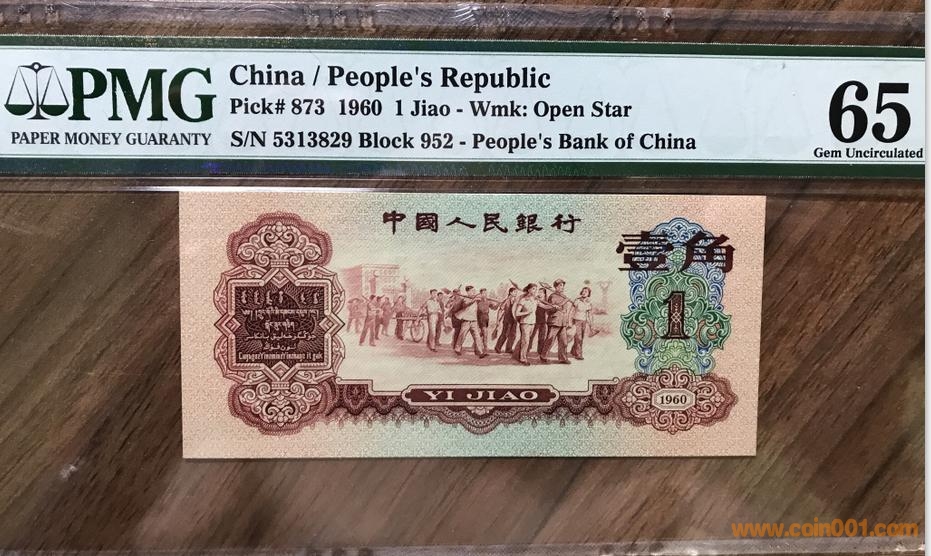 PMG
PAPER MONEY GUARANTY
China / People's Republic
Pick# 873 1960 1 Jiao - Wmk: Open Star
S/N 5313829 Block 952 - People's Bank of China
65
Gem Uncirculated
中國人民銀行
壹角
1
YI JIAO
1960
www.coin001.com